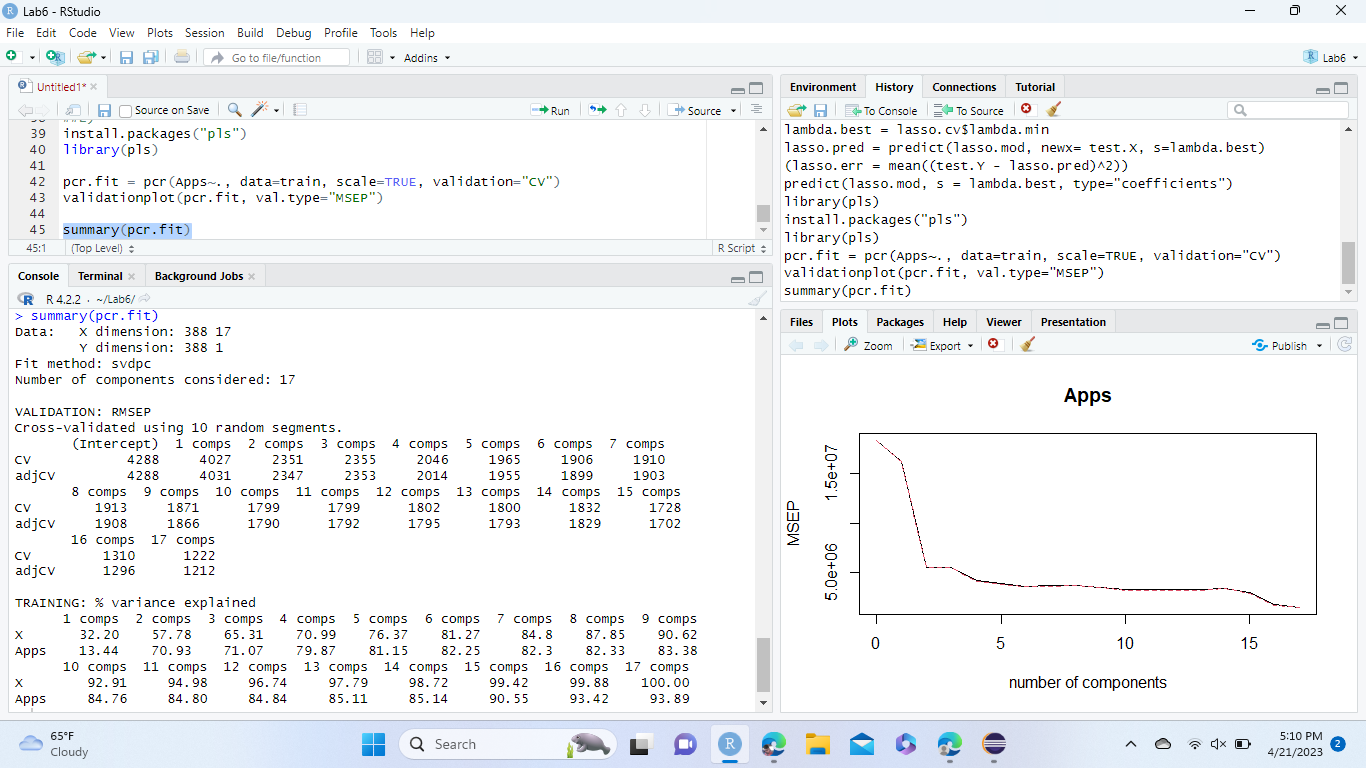 Lab6 - RStudio
File Edit Code View Plots Session Build Debug Profile Tools Help
Go to file/function Addins Lab6
Untitled1*
Source on Save Run Source
39 install.packages("pls")
40 library(pls)
41
42 pcr.fit = pcr(Apps~., data=train, scale=TRUE, validation="CV")
43 validationplot(pcr.fit, val.type="MSEP")
44
45 summary(pcr.fit)
45:1 (Top Level) R Script
Console Terminal Background Jobs
R 4.2.2 · ~/Lab6/
> summary(pcr.fit)
Data: X dimension: 388 17
Y dimension: 388 1
Fit method: svdpc
Number of components considered: 17
VALIDATION: RMSEP
Cross-validated using 10 random segments.
(Intercept) 1 comps 2 comps 3 comps 4 comps 5 comps 6 comps 7 comps
CV 4288 4027 2351 2355 2046 1965 1906 1910
adjCV 4288 4031 2347 2353 2014 1955 1899 1903
8 comps 9 comps 10 comps 11 comps 12 comps 13 comps 14 comps 15 comps
CV 1913 1871 1799 1799 1802 1800 1832 1728
adjCV 1908 1866 1790 1792 1795 1793 1829 1702
16 comps 17 comps
CV 1310 1222
adjCV 1296 1212
TRAINING: % variance explained
1 comps 2 comps 3 comps 4 comps 5 comps 6 comps 7 comps 8 comps 9 comps
X 32.20 57.78 65.31 70.99 76.37 81.27 84.8 87.85 90.62
Apps 13.44 70.93 71.07 79.87 81.15 82.25 82.3 82.33 83.38
10 comps 11 comps 12 comps 13 comps 14 comps 15 comps 16 comps 17 comps
X 92.91 94.98 96.74 97.79 98.72 99.42 99.88 100.00
Apps 84.76 84.80 84.84 85.11 85.14 90.55 93.42 93.89
Environment History Connections Tutorial
To Console To Source
lambda.best = lasso.cv$lambda.min
lasso.pred = predict(lasso.mod, newx= test.X, s=lambda.best)
(lasso.err = mean((test.Y - lasso.pred)^2))
predict(lasso.mod, s = lambda.best, type="coefficients")
library(pls)
install.packages("pls")
library(pls)
pcr.fit = pcr(Apps~., data=train, scale=TRUE, validation="CV")
validationplot(pcr.fit, val.type="MSEP")
summary(pcr.fit)
Files Plots Packages Help Viewer Presentation
Zoom Export Publish
Apps
MSEP
1.5e+07
5.0e+06
0 5 10 15
number of components
65°F
Cloudy
Search
5:10 PM
4/21/2023
2